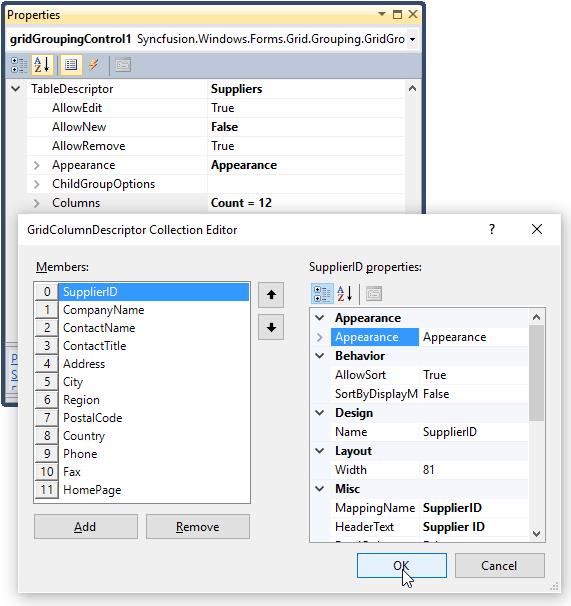 Properties
gridGroupingControl1 Syncfusion.Windows.Forms.Grid.Grouping.GridGro
TableDescriptor Suppliers
AllowEdit True
AllowNew False
AllowRemove True
Appearance Appearance
ChildGroupOptions
Columns Count = 12
GridColumnDescriptor Collection Editor
Members:
0 SupplierID
1 CompanyName
2 ContactName
3 ContactTitle
4 Address
5 City
6 Region
7 PostalCode
8 Country
9 Phone
10 Fax
11 HomePage
Add Remove
SupplierID properties:
Appearance
Appearance Appearance
Behavior
AllowSort True
SortByDisplayM False
Design
Name SupplierID
Layout
Width 81
Misc
MappingName SupplierID
HeaderText Supplier ID
OK Cancel